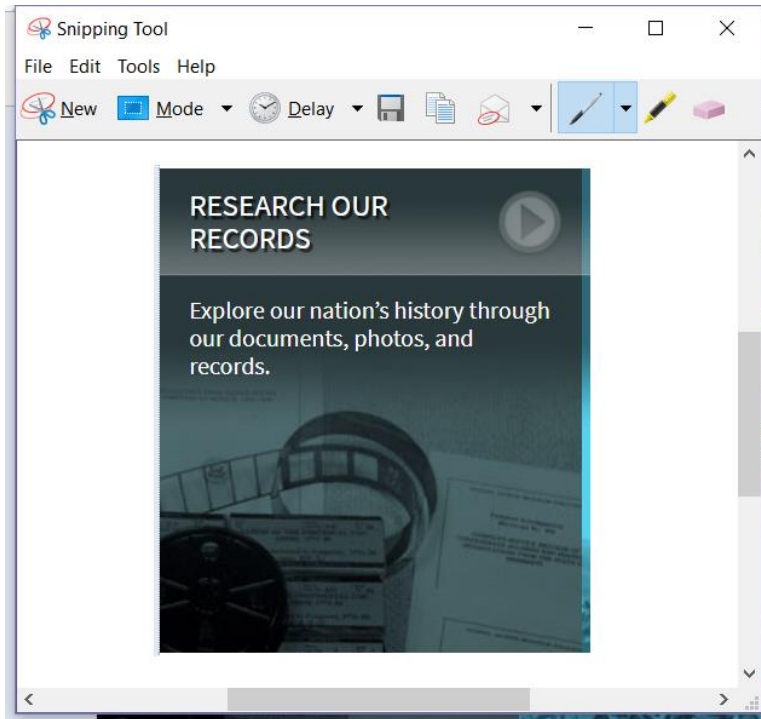 Snipping Tool
File Edit Tools Help
New Mode Delay
RESEARCH OUR
RECORDS
Explore our nation’s history through
our documents, photos, and
records.